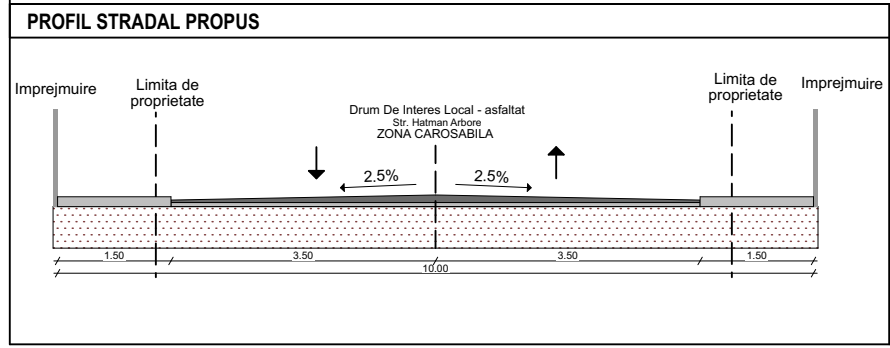 PROFIL STRADAL PROPUS
Imprejmuire
Limita de
proprietate
Drum De Interes Local - asfaltat
Str. Hatman Arbore
ZONA CAROSABILA
Limita de
proprietate
Imprejmuire
2.5%
2.5%
1.50
3.50
3.50
1.50
10.00